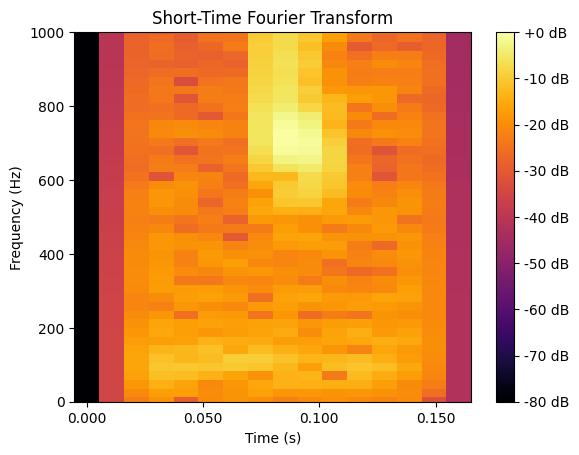 Short-Time Fourier Transform
1000
800
600
400
200
0
Frequency (Hz)
0.000
0.050
0.100
0.150
Time (s)
+0 dB
-10 dB
-20 dB
-30 dB
-40 dB
-50 dB
-60 dB
-70 dB
-80 dB